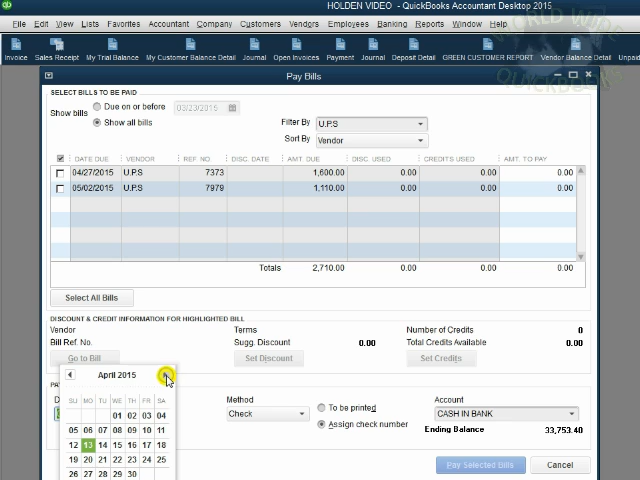 HOLDEN VIDEO - QuickBooks Accountant Desktop 2015
File Edit View Lists Favorites Accountant Company Customers Vendors Employees Banking Reports Window Help
Invoice Sales Receipt My Trial Balance My Customer Balance Detail Journal Open Invoices Payment Journal Deposit Detail GREEN CUSTOMER REPORT Vendor Balance Detail Unpaid
WORLD WIDE
QUICKBOOKS
Pay Bills
SELECT BILLS TO BE PAID
Show bills
Due on or before 03/23/2015
Show all bills
Filter By U.P.S
Sort By Vendor
DATE DUE VENDOR REF. NO DISC. DATE AMT. DUE DISC. USED CREDITS USED AMT. TO PAY
04/27/2015 U.P.S 7373 1,600.00 0.00 0.00 0.00
05/02/2015 U.P.S 7979 1,110.00 0.00 0.00 0.00
Totals 2,710.00 0.00 0.00 0.00
Select All Bills
DISCOUNT & CREDIT INFORMATION FOR HIGHLIGHTED BILL
Vendor Terms Number of Credits 0
Bill Ref. No. Sugg. Discount 0.00 Total Credits Available 0.00
Go to Bill Set Discount Set Credits
April 2015
SU MO TU WE TH FR SA
01 02 03 04
05 06 07 08 09 10 11
12 13 14 15 16 17 18
19 20 21 22 23 24 25
26 27 28 29 30
Method
Check
To be printed
Assign check number
Account
CASH IN BANK
Ending Balance 33,753.40
Pay Selected Bills Cancel